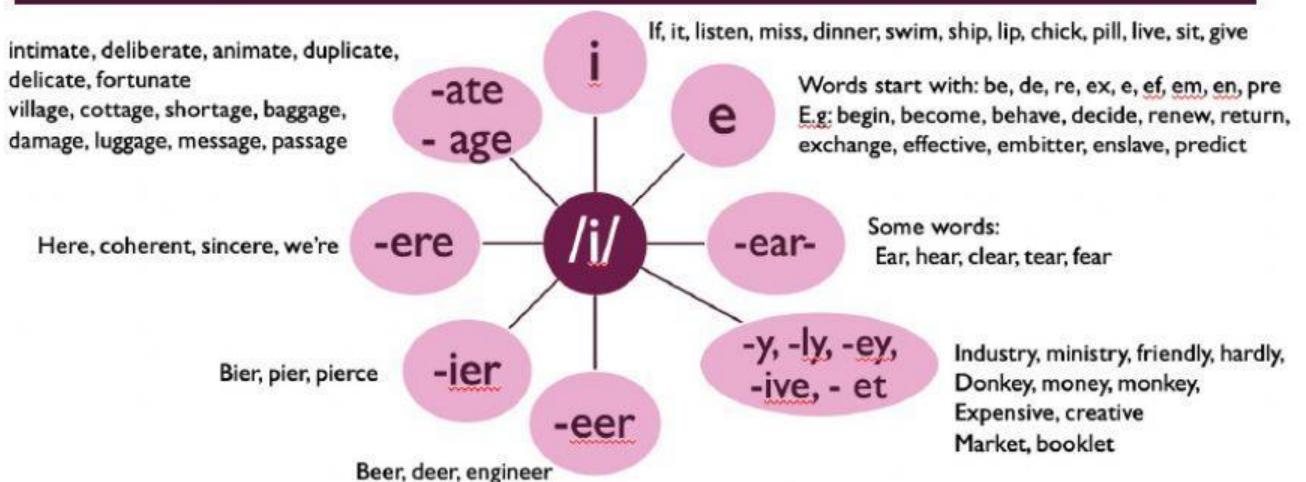 i
If, it, listen, miss, dinner, swim, ship, lip, chick, pill, live, sit, give
intimate, deliberate, animate, duplicate,
delicate, fortunate
village, cottage, shortage, baggage,
damage, luggage, message, passage
-ate
- age
e
Words start with: be, de, re, ex, e, ef, em, en, pre
E.g: begin, become, behave, decide, renew, return,
exchange, effective, embitter, enslave, predict
Here, coherent, sincere, we're
-ere
/i/
-ear-
Some words:
Ear, hear, clear, tear, fear
Bier, pier, pierce
-ier
-y, -ly, -ey,
-ive, - et
Industry, ministry, friendly, hardly,
Donkey, money, monkey,
Expensive, creative
Market, booklet
-eer
Beer, deer, engineer